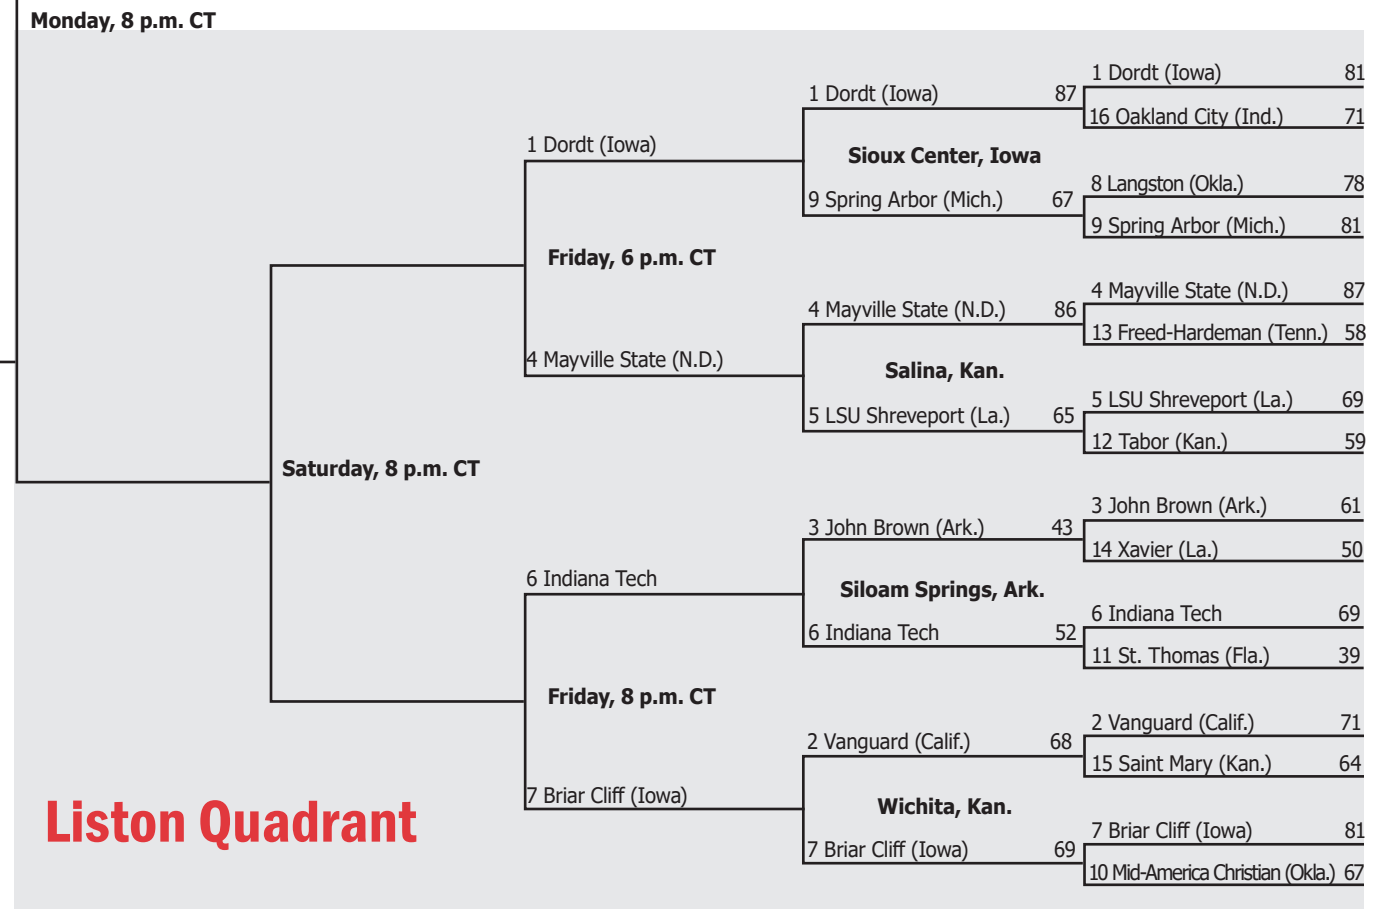 Monday, 8 p.m. CT
1 Dordt (Iowa) 81
16 Oakland City (Ind.) 71
1 Dordt (Iowa) 87
Sioux Center, Iowa
9 Spring Arbor (Mich.) 67
8 Langston (Okla.) 78
9 Spring Arbor (Mich.) 81
1 Dordt (Iowa)
Friday, 6 p.m. CT
4 Mayville State (N.D.)
4 Mayville State (N.D.) 87
13 Freed-Hardeman (Tenn.) 58
4 Mayville State (N.D.) 86
Salina, Kan.
5 LSU Shreveport (La.) 65
5 LSU Shreveport (La.) 69
12 Tabor (Kan.) 59
Saturday, 8 p.m. CT
3 John Brown (Ark.) 61
14 Xavier (La.) 50
3 John Brown (Ark.) 43
Siloam Springs, Ark.
6 Indiana Tech 52
6 Indiana Tech 69
11 St. Thomas (Fla.) 39
6 Indiana Tech
Friday, 8 p.m. CT
7 Briar Cliff (Iowa)
2 Vanguard (Calif.) 71
15 Saint Mary (Kan.) 64
2 Vanguard (Calif.) 68
Wichita, Kan.
7 Briar Cliff (Iowa) 69
7 Briar Cliff (Iowa) 81
10 Mid-America Christian (Okla.) 67
Liston Quadrant